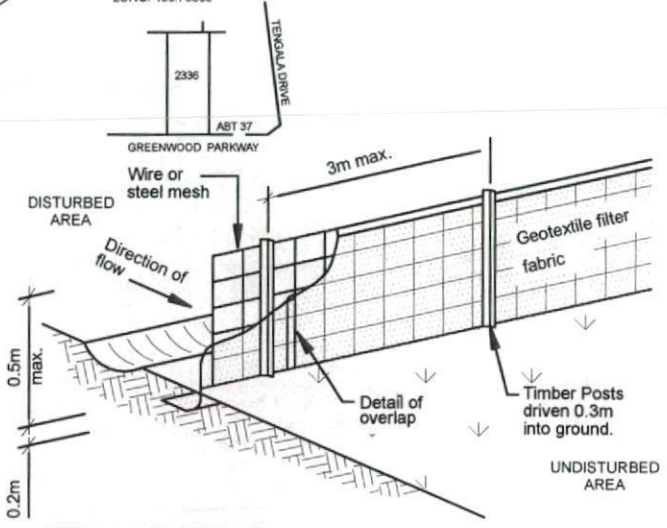 2336
TENGALA DRIVE
ABT 37
GREENWOOD PARKWAY
3m max.
Wire or
steel mesh
DISTURBED
AREA
Direction of
flow
Geotextile filter
fabric
0.5m
max.
Detail of
overlap
Timber Posts
driven 0.3m
into ground.
UNDISTURBED
AREA
0.2m